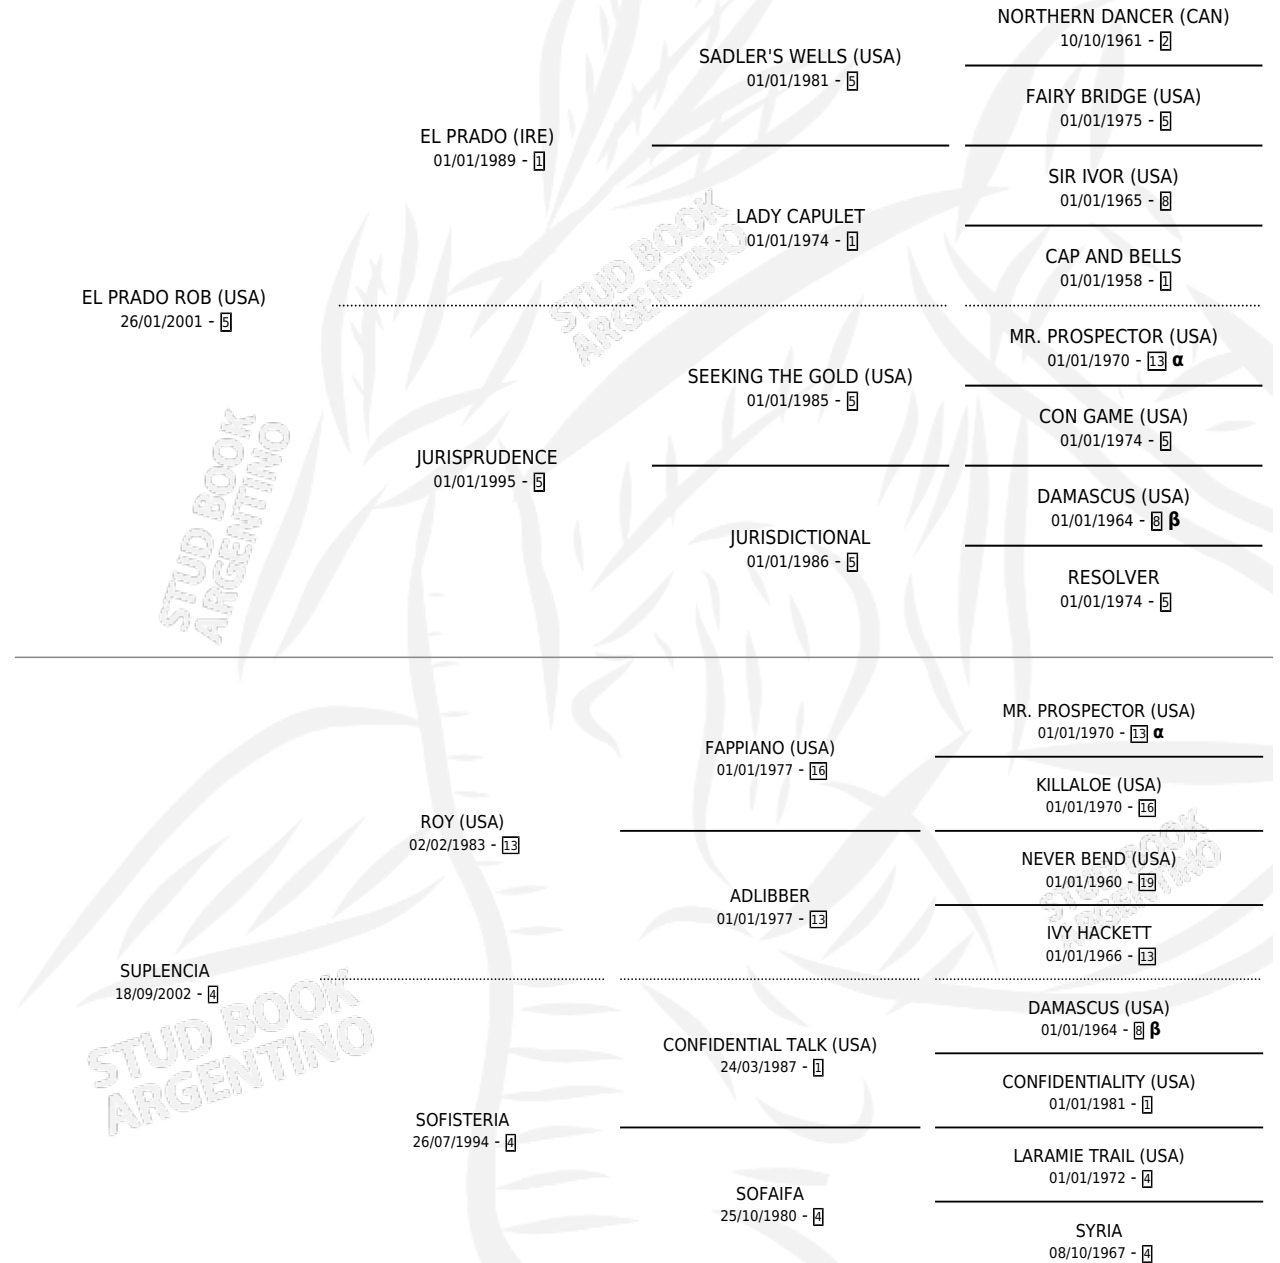 NORTHERN DANCER (CAN)
10/10/1961 - 2
SADLER'S WELLS (USA)
01/01/1981 - 5
FAIRY BRIDGE (USA)
01/01/1975 - 5
EL PRADO (IRE)
01/01/1989 - 1
SIR IVOR (USA)
01/01/1965 - 8
LADY CAPULET
01/01/1974 - 1
CAP AND BELLS
01/01/1958 - 1
EL PRADO ROB (USA)
26/01/2001 - 5
MR. PROSPECTOR (USA)
01/01/1970 - 13 α
SEEKING THE GOLD (USA)
01/01/1985 - 5
CON GAME (USA)
01/01/1974 - 5
JURISPRUDENCE
01/01/1995 - 5
DAMASCUS (USA)
01/01/1964 - 8 β
JURISDICTIONAL
01/01/1986 - 5
RESOLVER
01/01/1974 - 5
MR. PROSPECTOR (USA)
01/01/1970 - 13 α
FAPPIANO (USA)
01/01/1977 - 16
KILLALOE (USA)
01/01/1970 - 16
ROY (USA)
02/02/1983 - 13
NEVER BEND (USA)
01/01/1960 - 19
ADLIBBER
01/01/1977 - 13
IVY HACKETT
01/01/1966 - 13
SUPLENCIA
18/09/2002 - 4
DAMASCUS (USA)
01/01/1964 - 8 β
CONFIDENTIAL TALK (USA)
24/03/1987 - 1
CONFIDENTIALITY (USA)
01/01/1981 - 1
SOFISTERIA
26/07/1994 - 4
LARAMIE TRAIL (USA)
01/01/1972 - 4
SOFAIFA
25/10/1980 - 4
SYRIA
08/10/1967 - 4
STUD BOOK
ARGENTINO
STUD BOOK
ARGENTINO
STUD BOOK
ARGENTINO
STUD BOOK
ARGENTINO